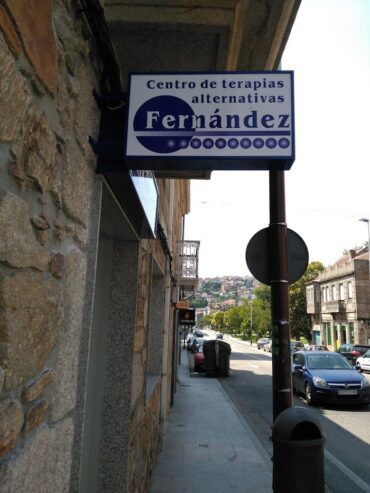 Centro de terapias
alternativas
Fernández